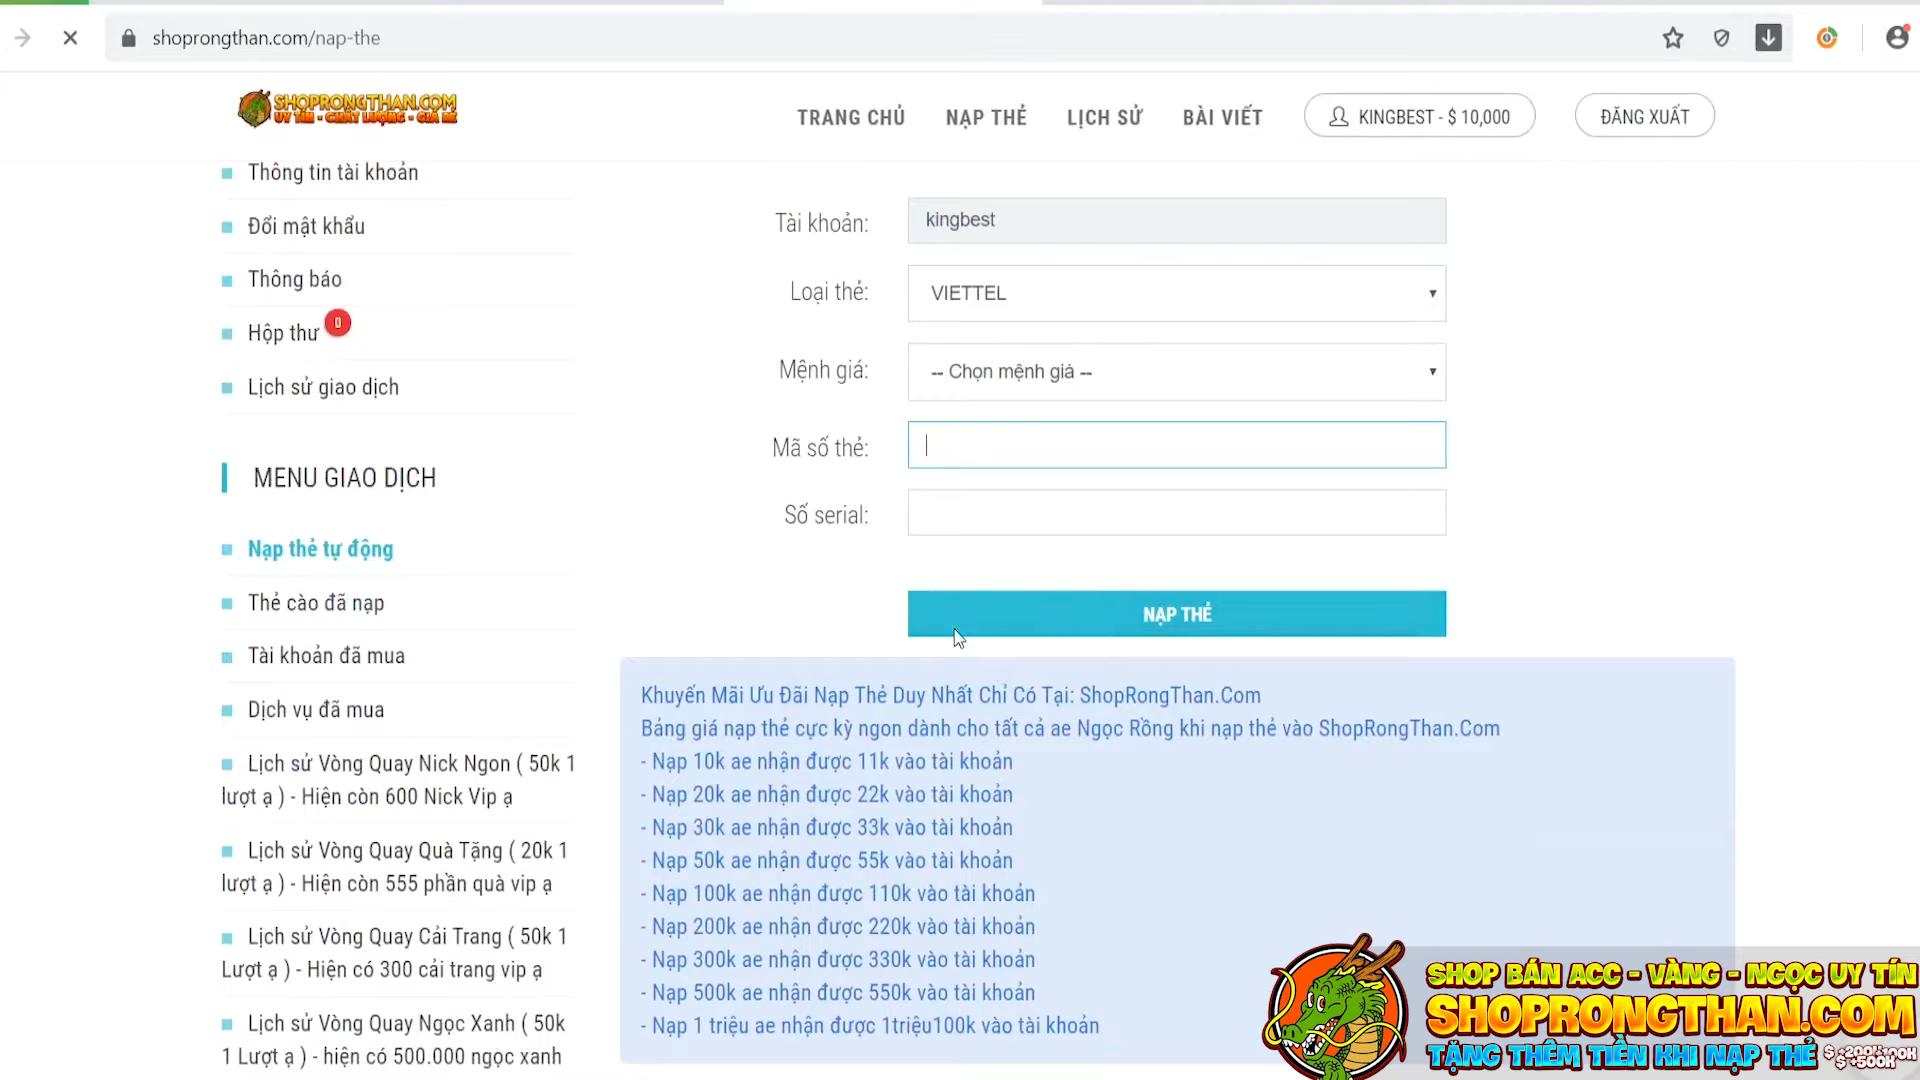 shoprongthan.com/nap-the
SHOPRONGTHAN.COM
UY TÍN - CHẤT LƯỢNG - GIÁ RẺ
TRANG CHỦ
NẠP THẺ
LỊCH SỬ
BÀI VIẾT
KINGBEST - $ 10,000
ĐĂNG XUẤT
Thông tin tài khoản
Đổi mật khẩu
Thông báo
Hộp thư 0
Lịch sử giao dịch
MENU GIAO DỊCH
Nạp thẻ tự động
Thẻ cào đã nạp
Tài khoản đã mua
Dịch vụ đã mua
Lịch sử Vòng Quay Nick Ngon ( 50k 1
lượt ạ ) - Hiện còn 600 Nick Vip ạ
Lịch sử Vòng Quay Quà Tặng ( 20k 1
lượt ạ ) - Hiện còn 555 phần quà vip ạ
Lịch sử Vòng Quay Cải Trang ( 50k 1
Lượt ạ ) - Hiện có 300 cải trang vip ạ
Lịch sử Vòng Quay Ngọc Xanh ( 50k
1 Lượt ạ ) - hiện có 500.000 ngọc xanh
Tài khoản: kingbest
Loại thẻ: VIETTEL
Mệnh giá: -- Chọn mệnh giá --
Mã số thẻ:
Số serial:
NẠP THẺ
Khuyến Mãi Ưu Đãi Nạp Thẻ Duy Nhất Chỉ Có Tại: ShopRongThan.Com
Bảng giá nạp thẻ cực kỳ ngon dành cho tất cả ae Ngọc Rồng khi nạp thẻ vào ShopRongThan.Com
- Nạp 10k ae nhận được 11k vào tài khoản
- Nạp 20k ae nhận được 22k vào tài khoản
- Nạp 30k ae nhận được 33k vào tài khoản
- Nạp 50k ae nhận được 55k vào tài khoản
- Nạp 100k ae nhận được 110k vào tài khoản
- Nạp 200k ae nhận được 220k vào tài khoản
- Nạp 300k ae nhận được 330k vào tài khoản
- Nạp 500k ae nhận được 550k vào tài khoản
- Nạp 1 triệu ae nhận được 1triệu100k vào tài khoản
SHOP BÁN ACC - VÀNG - NGỌC UY TÍN
SHOPRONGTHAN.COM
TẶNG THÊM TIỀN KHI NẠP THẺ